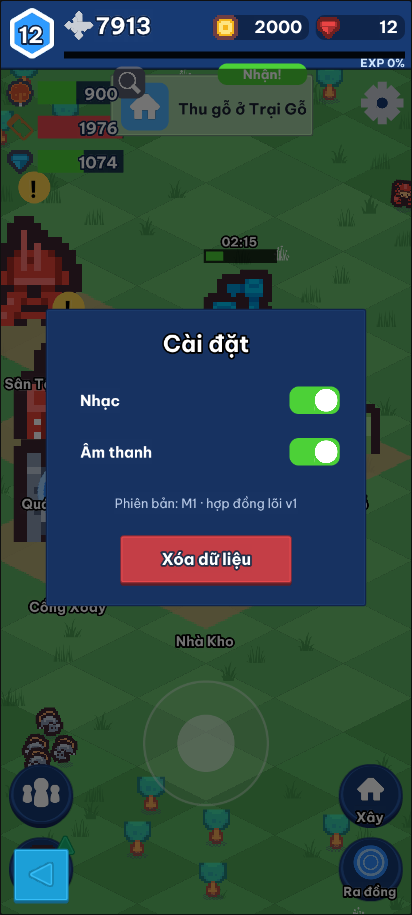 12
7913
2000
12
EXP 0%
Nhận!
900
Thu gỗ ở Trại Gỗ
1976
1074
!
02:15
!
Cài đặt
Sân
Nhạc
Âm thanh
Phiên bản: M1 · hợp đồng lõi v1
Xóa dữ liệu
Cổng Xoáy
Nhà Kho
Xây
Ra đồng